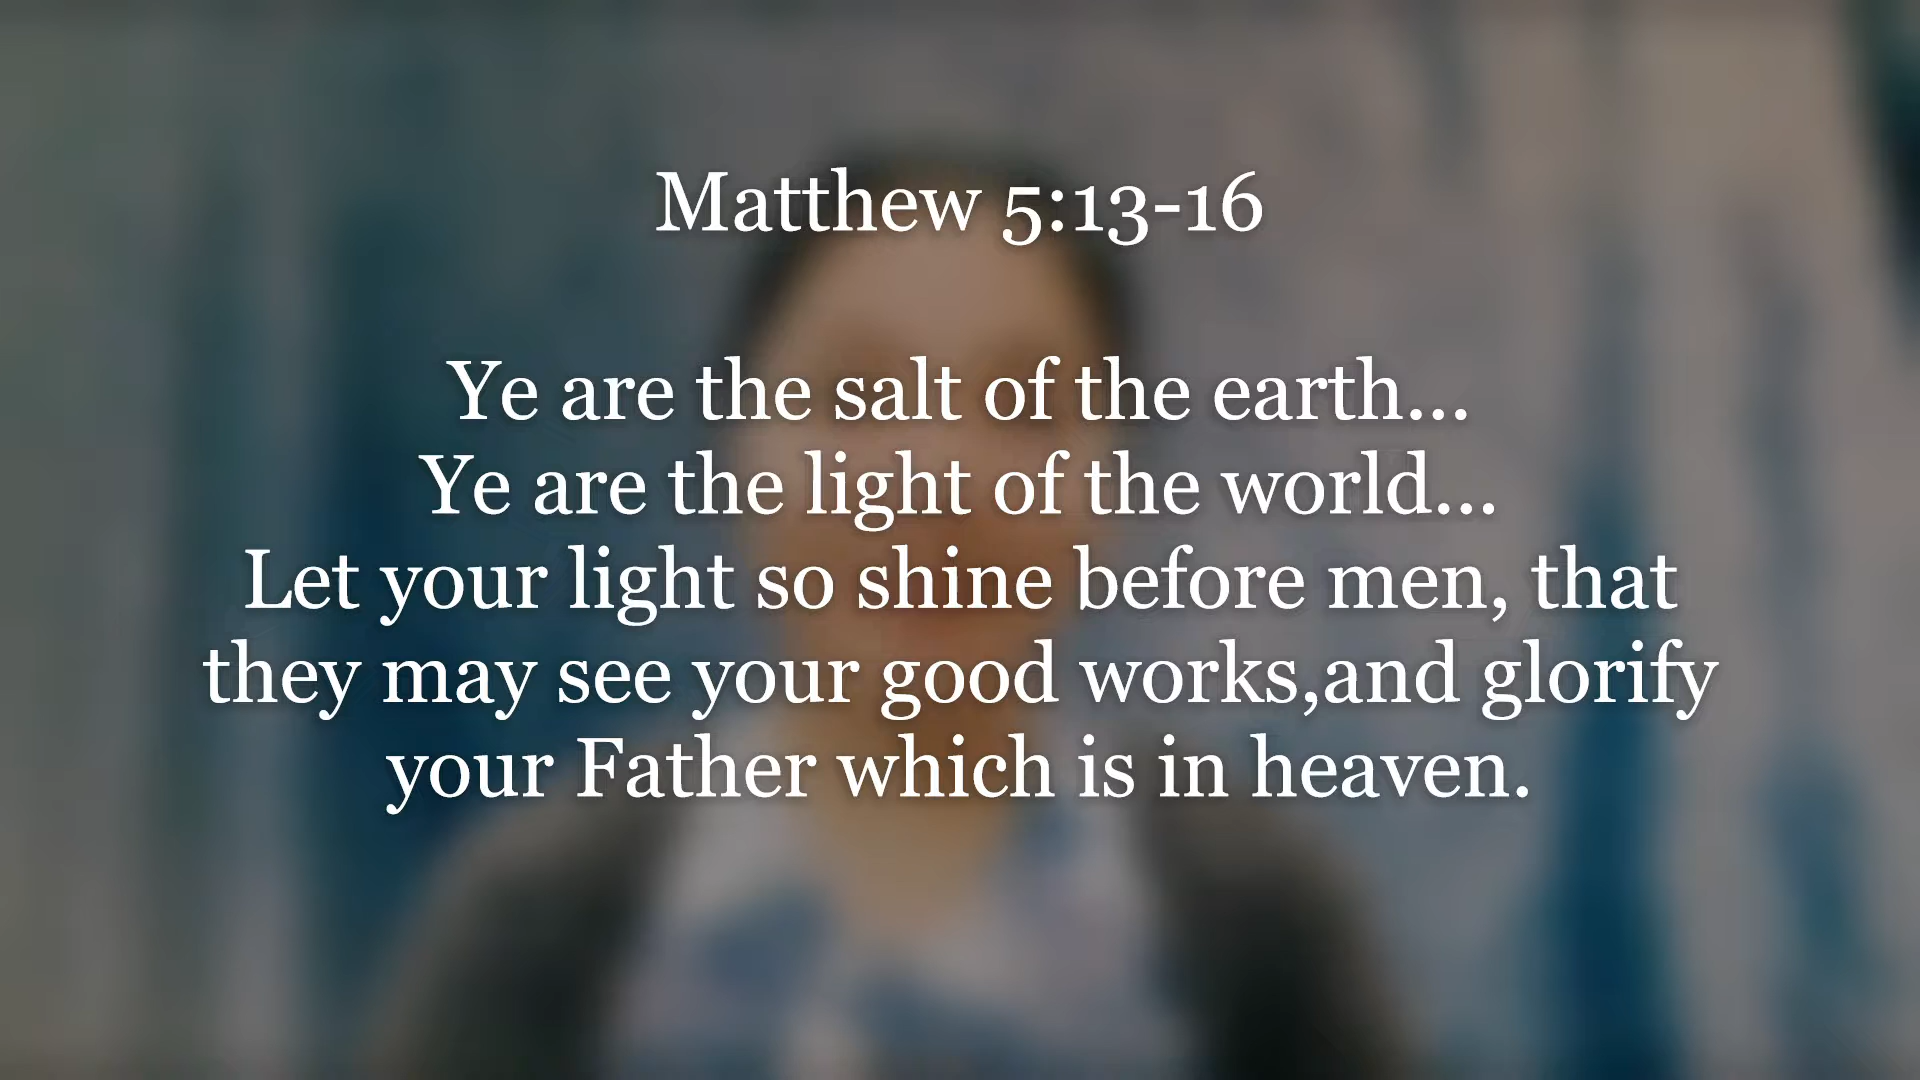 Matthew 5:13-16
Ye are the salt of the earth...
Ye are the light of the world...
Let your light so shine before men, that
they may see your good works,and glorify
your Father which is in heaven.